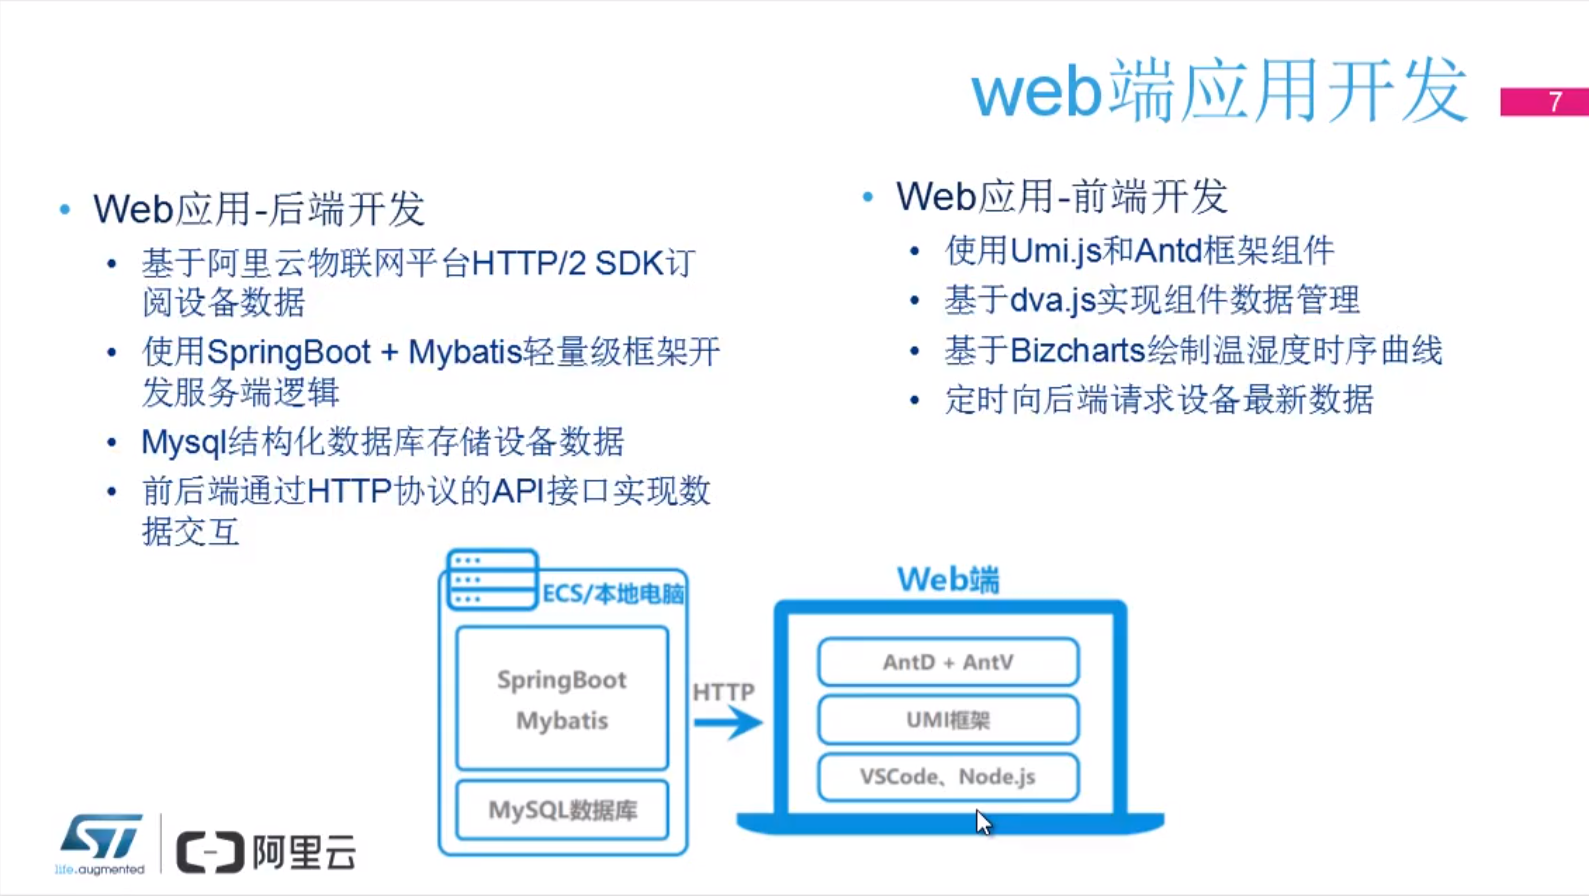 web端应用开发
7
Web应用-后端开发
基于阿里云物联网平台HTTP/2 SDK订
阅设备数据
使用SpringBoot + Mybatis轻量级框架开
发服务端逻辑
Mysql结构化数据库存储设备数据
前后端通过HTTP协议的API接口实现数
据交互
Web应用-前端开发
使用Umi.js和Antd框架组件
基于dva.js实现组件数据管理
基于Bizcharts绘制温湿度时序曲线
定时向后端请求设备最新数据
ECS/本地电脑
SpringBoot
Mybatis
MySQL数据库
HTTP
Web端
AntD + AntV
UMI框架
VSCode、Node.js
ST
life.augmented
阿里云